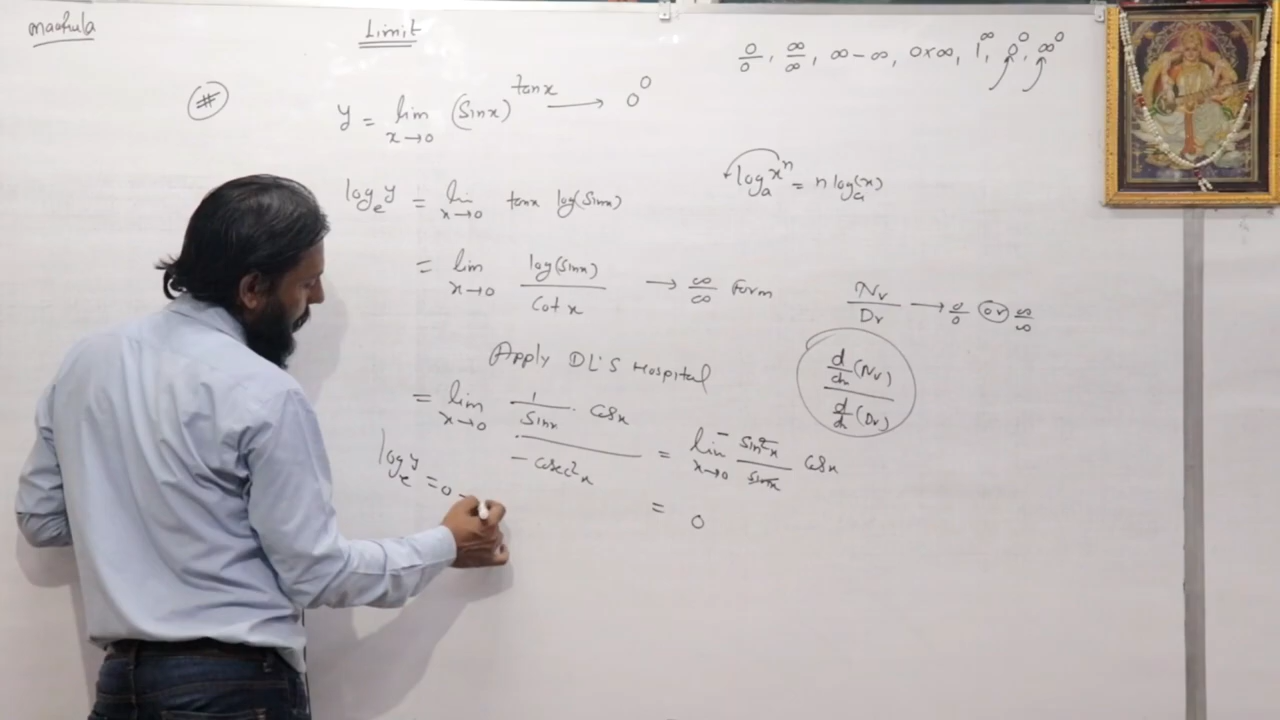 Limit
0/0, ∞/∞, ∞-∞, 0×∞, 1^∞, 0^0, ∞^0
#
y = lim x→0 (Sinx)^tanx → 0^0
log_e y = lim x→0 tanx log(Sinx)
log_a x^n = n log_a(x)
= lim x→0 log(sinx)/Cotx → ∞/∞ Form
Nr/Dr → 0/0 or ∞/∞
Apply DL'S Hospital
d/dx (Nr) / d/dx (Dr)
= lim x→0 1/Sinx · Cosx / -Cosec²x = lim x→0 - Sin²x/Sinx Cosx
log_e y = 0
= 0